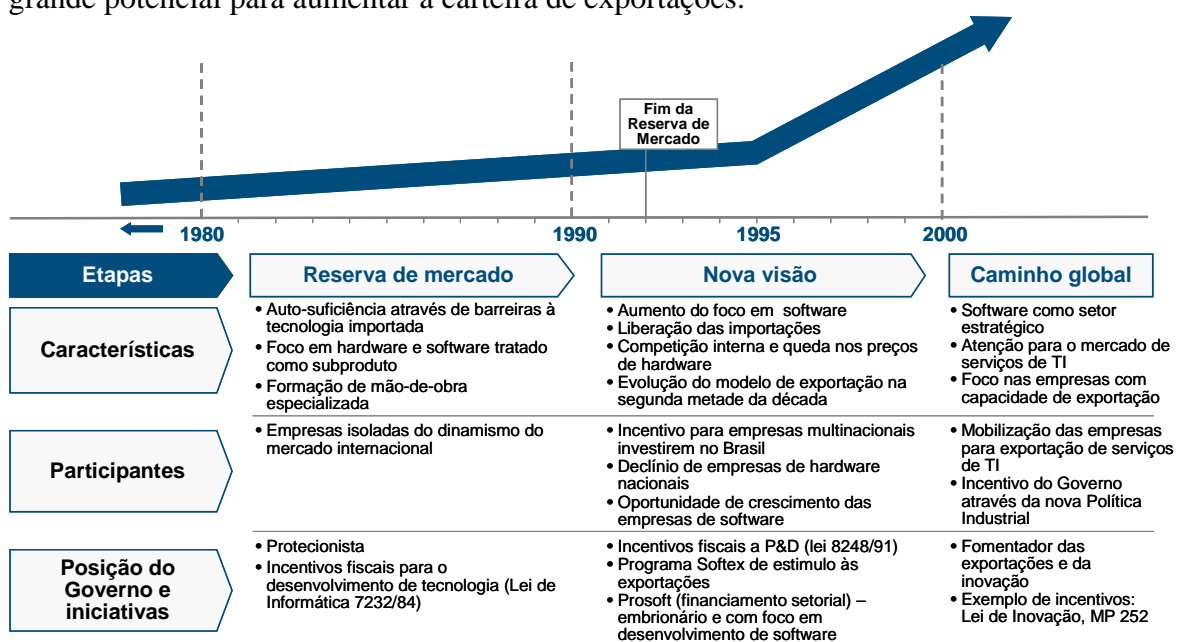 grande potencial para aumentar a carteira de exportações.
Fim da
Reserva de
Mercado
1980
1990
1995
2000
Etapas
Reserva de mercado
Nova visão
Caminho global
Característícas
• Auto-suficiência através de barreiras à
tecnologia importada
• Foco em hardware e software tratado
como subproduto
• Formação de mão-de-obra
especializada
• Aumento do foco em software
• Liberação das importações
• Competição interna e queda nos preços
de hardware
• Evolução do modelo de exportação na
segunda metade da década
• Software como setor
estratégico
• Atenção para o mercado de
serviços de TI
• Foco nas empresas com
capacidade de exportação
Participantes
• Empresas isoladas do dinamismo do
mercado internacional
• Incentivo para empresas multinacionais
investirem no Brasil
• Declínio de empresas de hardware
nacionais
• Oportunidade de crescimento das
empresas de software
• Mobilização das empresas
para exportação de serviços
de TI
• Incentivo do Governo
através da nova Política
Industrial
Posição do
Governo e
iniciativas
• Protecionista
• Incentivos fiscais para o
desenvolvimento de tecnologia (Lei de
Informática 7232/84)
• Incentivos fiscais a P&D (lei 8248/91)
• Programa Softex de estimulo às
exportações
• Prosoft (financiamento setorial) –
embrionário e com foco em
desenvolvimento de software
• Fomentador das
exportações e da
inovação
• Exemplo de incentivos:
Lei de Inovação, MP 252